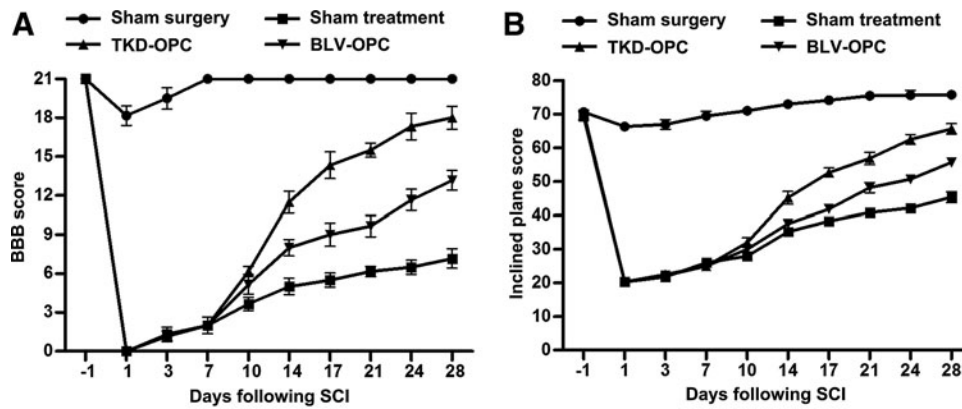 A
Sham surgery
Sham treatment
TKD-OPC
BLV-OPC
BBB score
21
18
15
12
9
6
3
0
-1 1 3 7 10 14 17 21 24 28
Days following SCI
B
Sham surgery
Sham treatment
TKD-OPC
BLV-OPC
Inclined plane score
80
70
60
50
40
30
20
10
0
-1 1 3 7 10 14 17 21 24 28
Days following SCI